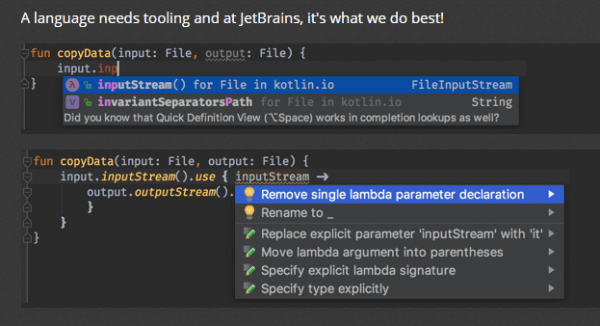 A language needs tooling and at JetBrains, it's what we do best!
fun copyData(input: File, output: File) {
input.inp
}
λ inputStream() for File in kotlin.io FileInputStream
v invariantSeparatorsPath for File in kotlin.io String
Did you know that Quick Definition View (⌥Space) works in completion lookups as well?
fun copyData(input: File, output: File) {
input.inputStream().use { inputStream →
output.outputStream().
}
}
}
Remove single lambda parameter declaration
Rename to _
Replace explicit parameter 'inputStream' with 'it'
Move lambda argument into parentheses
Specify explicit lambda signature
Specify type explicitly